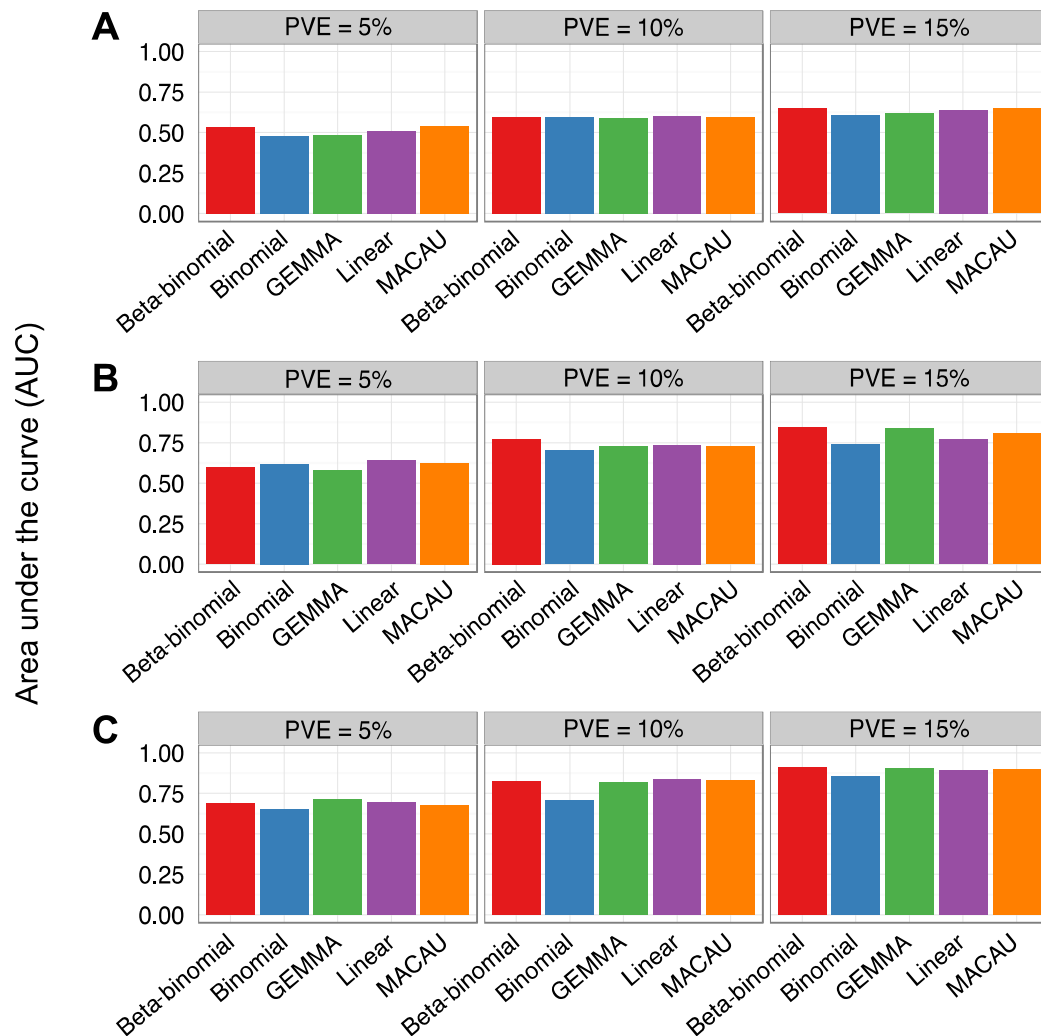 A
PVE = 5% PVE = 10% PVE = 15%
1.00
0.75
0.50
0.25
0.00
Beta-binomial Binomial GEMMA Linear MACAU Beta-binomial Binomial GEMMA Linear MACAU Beta-binomial Binomial GEMMA Linear MACAU
Area under the curve (AUC)
B
PVE = 5% PVE = 10% PVE = 15%
1.00
0.75
0.50
0.25
0.00
Beta-binomial Binomial GEMMA Linear MACAU Beta-binomial Binomial GEMMA Linear MACAU Beta-binomial Binomial GEMMA Linear MACAU
C
PVE = 5% PVE = 10% PVE = 15%
1.00
0.75
0.50
0.25
0.00
Beta-binomial Binomial GEMMA Linear MACAU Beta-binomial Binomial GEMMA Linear MACAU Beta-binomial Binomial GEMMA Linear MACAU